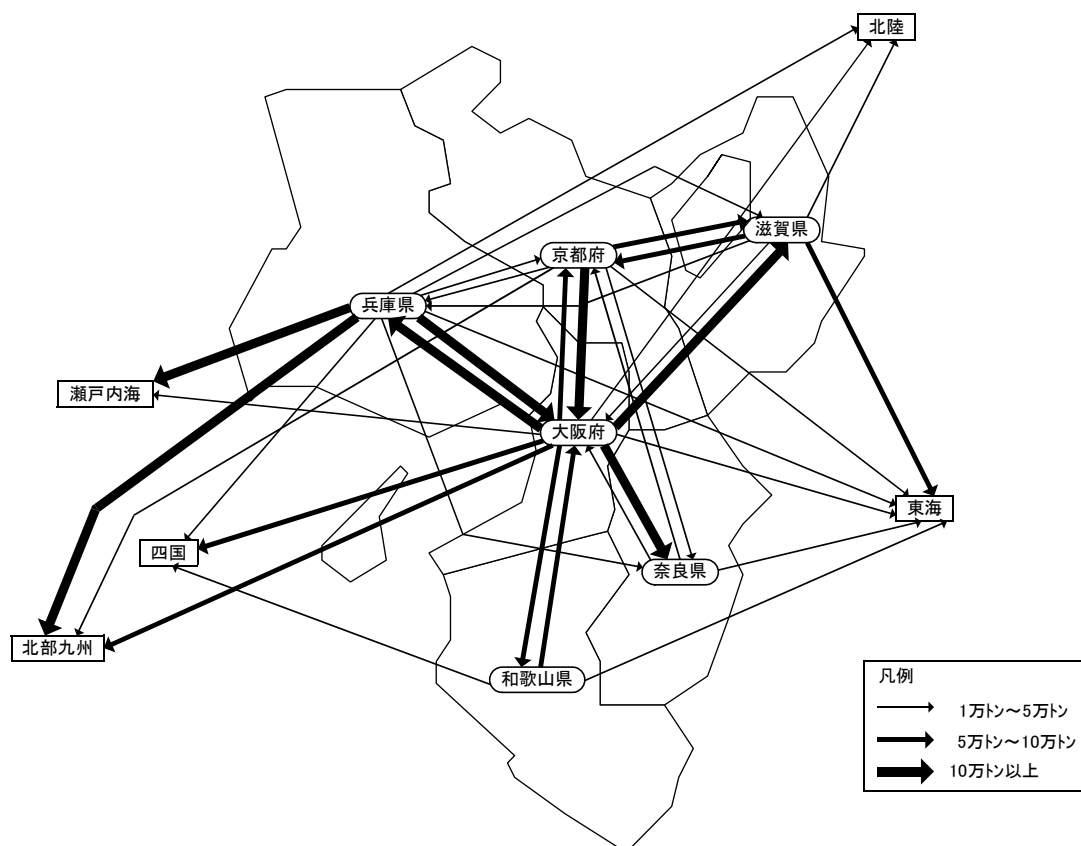 北陸
滋賀県
京都府
兵庫県
瀬戸内海
大阪府
東海
四国
奈良県
北部九州
和歌山県
凡例
1万トン～5万トン
5万トン～10万トン
10万トン以上